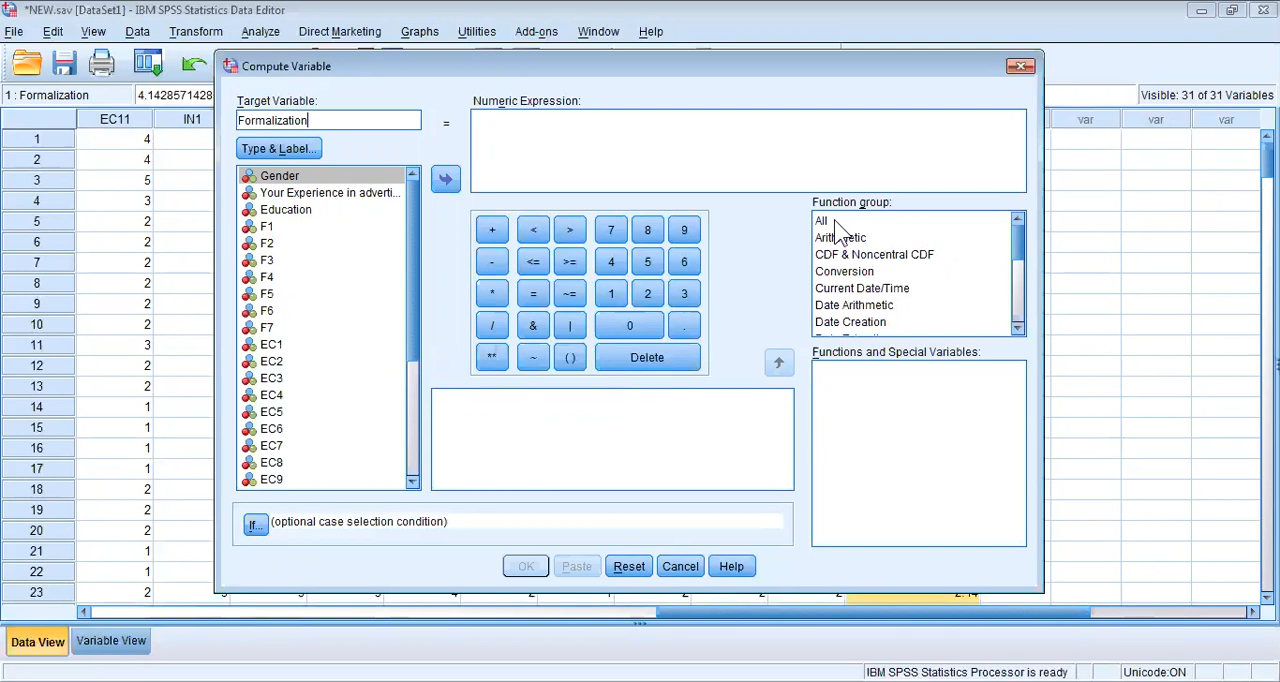 *NEW.sav [DataSet1] - IBM SPSS Statistics Data Editor
File Edit View Data Transform Analyze Direct Marketing Graphs Utilities Add-ons Window Help
1 : Formalization 4.1428571428 Visible: 31 of 31 Variables
EC11 IN1 var var var
1 4
2 4
3 5
4 3
5 2
6 2
7 2
8 2
9 2
10 2
11 3
12 2
13 2
14 1
15 1
16 1
17 1
18 2
19 2
20 2
21 1
22 1
23 2
Compute Variable
Target Variable:
Formalization
=
Numeric Expression:
Type & Label...
Gender
Your Experience in adverti...
Education
F1
F2
F3
F4
F5
F6
F7
EC1
EC2
EC3
EC4
EC5
EC6
EC7
EC8
EC9
+ < > 7 8 9
- <= >= 4 5 6
* = ~= 1 2 3
/ & | 0 .
** ~ ( ) Delete
Function group:
All
Arithmetic
CDF & Noncentral CDF
Conversion
Current Date/Time
Date Arithmetic
Date Creation
Functions and Special Variables:
If... (optional case selection condition)
OK Paste Reset Cancel Help
Data View Variable View
IBM SPSS Statistics Processor is ready Unicode:ON